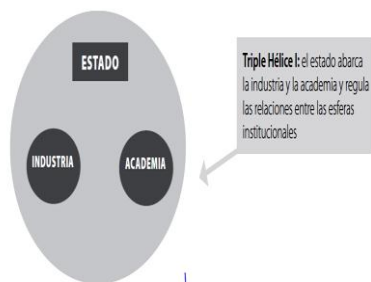 ESTADO
INDUSTRIA
ACADEMIA
Triple Hélice I: el estado abarca
la industria y la academia y regula
las relaciones entre las esferas
institucionales